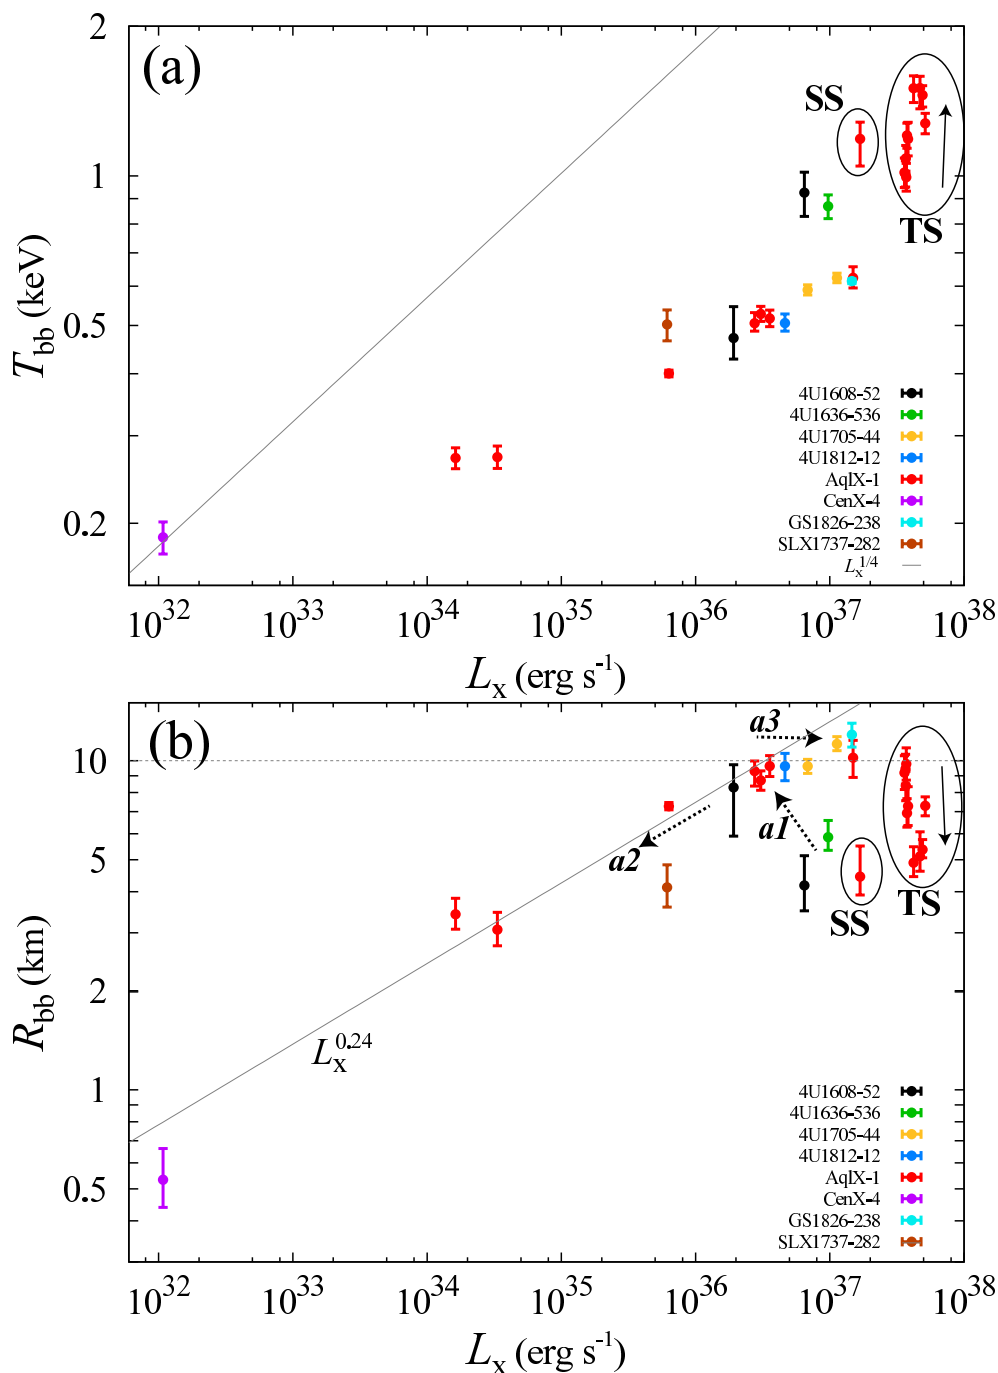 (a)
2
1
0.5
0.2
T_bb (keV)
SS
TS
4U1608-52
4U1636-536
4U1705-44
4U1812-12
AqlX-1
CenX-4
GS1826-238
SLX1737-282
L_x^1/4
10^32 10^33 10^34 10^35 10^36 10^37 10^38
L_x (erg s^-1)
(b)
10
5
2
1
0.5
R_bb (km)
a3
a1
a2
SS
TS
L_x^0.24
4U1608-52
4U1636-536
4U1705-44
4U1812-12
AqlX-1
CenX-4
GS1826-238
SLX1737-282
10^32 10^33 10^34 10^35 10^36 10^37 10^38
L_x (erg s^-1)